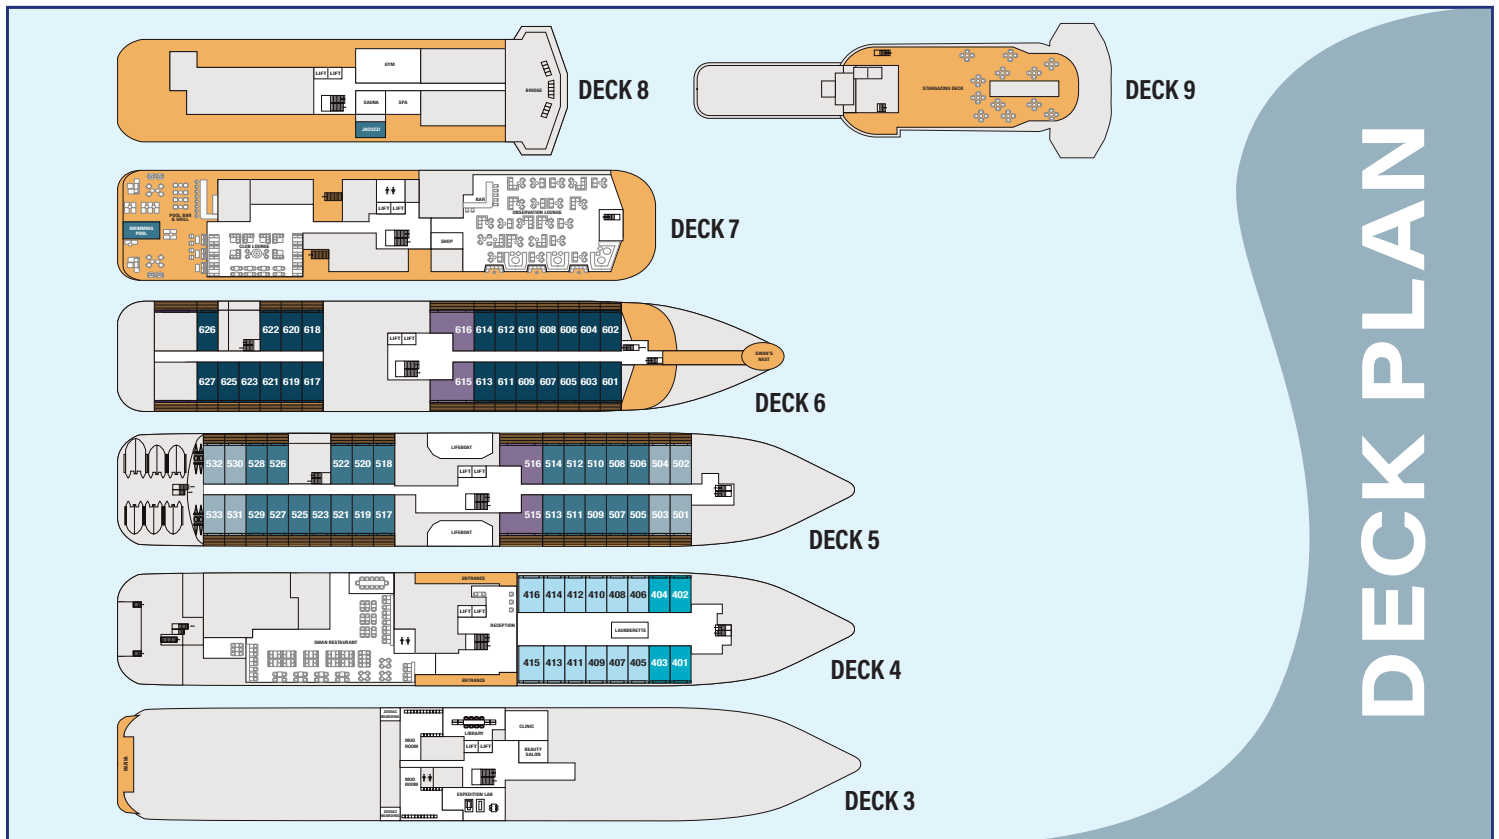 DECK PLAN
DECK 8
GYM
LIFT LIFT
SAUNA
SPA
JACUZZI
BRIDGE
DECK 9
STARGAZING DECK
DECK 7
POOL BAR
& GRILL
SWIMMING
POOL
CLUB LOUNGE
LIFT LIFT
SHOP
BAR
OBSERVATION LOUNGE
DECK 6
626 622 620 618
616 614 612 610 608 606 604 602
LIFT LIFT
SWAN'S
NEST
627 625 623 621 619 617
615 613 611 609 607 605 603 601
DECK 5
LIFEBOAT
532 530 528 526 522 520 518
516 514 512 510 508 506 504 502
LIFT LIFT
533 531 529 527 525 523 521 519 517
515 513 511 509 507 505 503 501
LIFEBOAT
DECK 4
ENTRANCE
416 414 412 410 408 406 404 402
LIFT LIFT
RECEPTION
LAUNDERETTE
SWAN RESTAURANT
415 413 411 409 407 405 403 401
ENTRANCE
DECK 3
ZODIAC
BOARDING
MUD
ROOM
LIBRARY
CLINIC
LIFT LIFT
BEAUTY
SALON
MARINA
MUD
ROOM
EXPEDITION LAB
ZODIAC
BOARDING